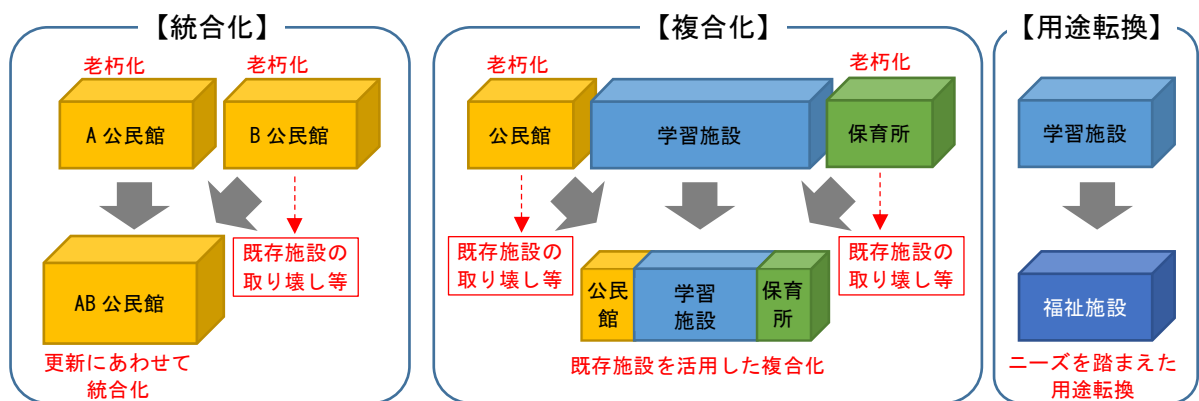 【統合化】
老朽化
老朽化
A 公民館
B 公民館
既存施設の
取り壊し等
AB 公民館
更新にあわせて
統合化
【複合化】
老朽化
老朽化
公民館
学習施設
保育所
既存施設の
取り壊し等
既存施設の
取り壊し等
公民
館
学習
施設
保育
所
既存施設を活用した複合化
【用途転換】
学習施設
福祉施設
ニーズを踏まえた
用途転換